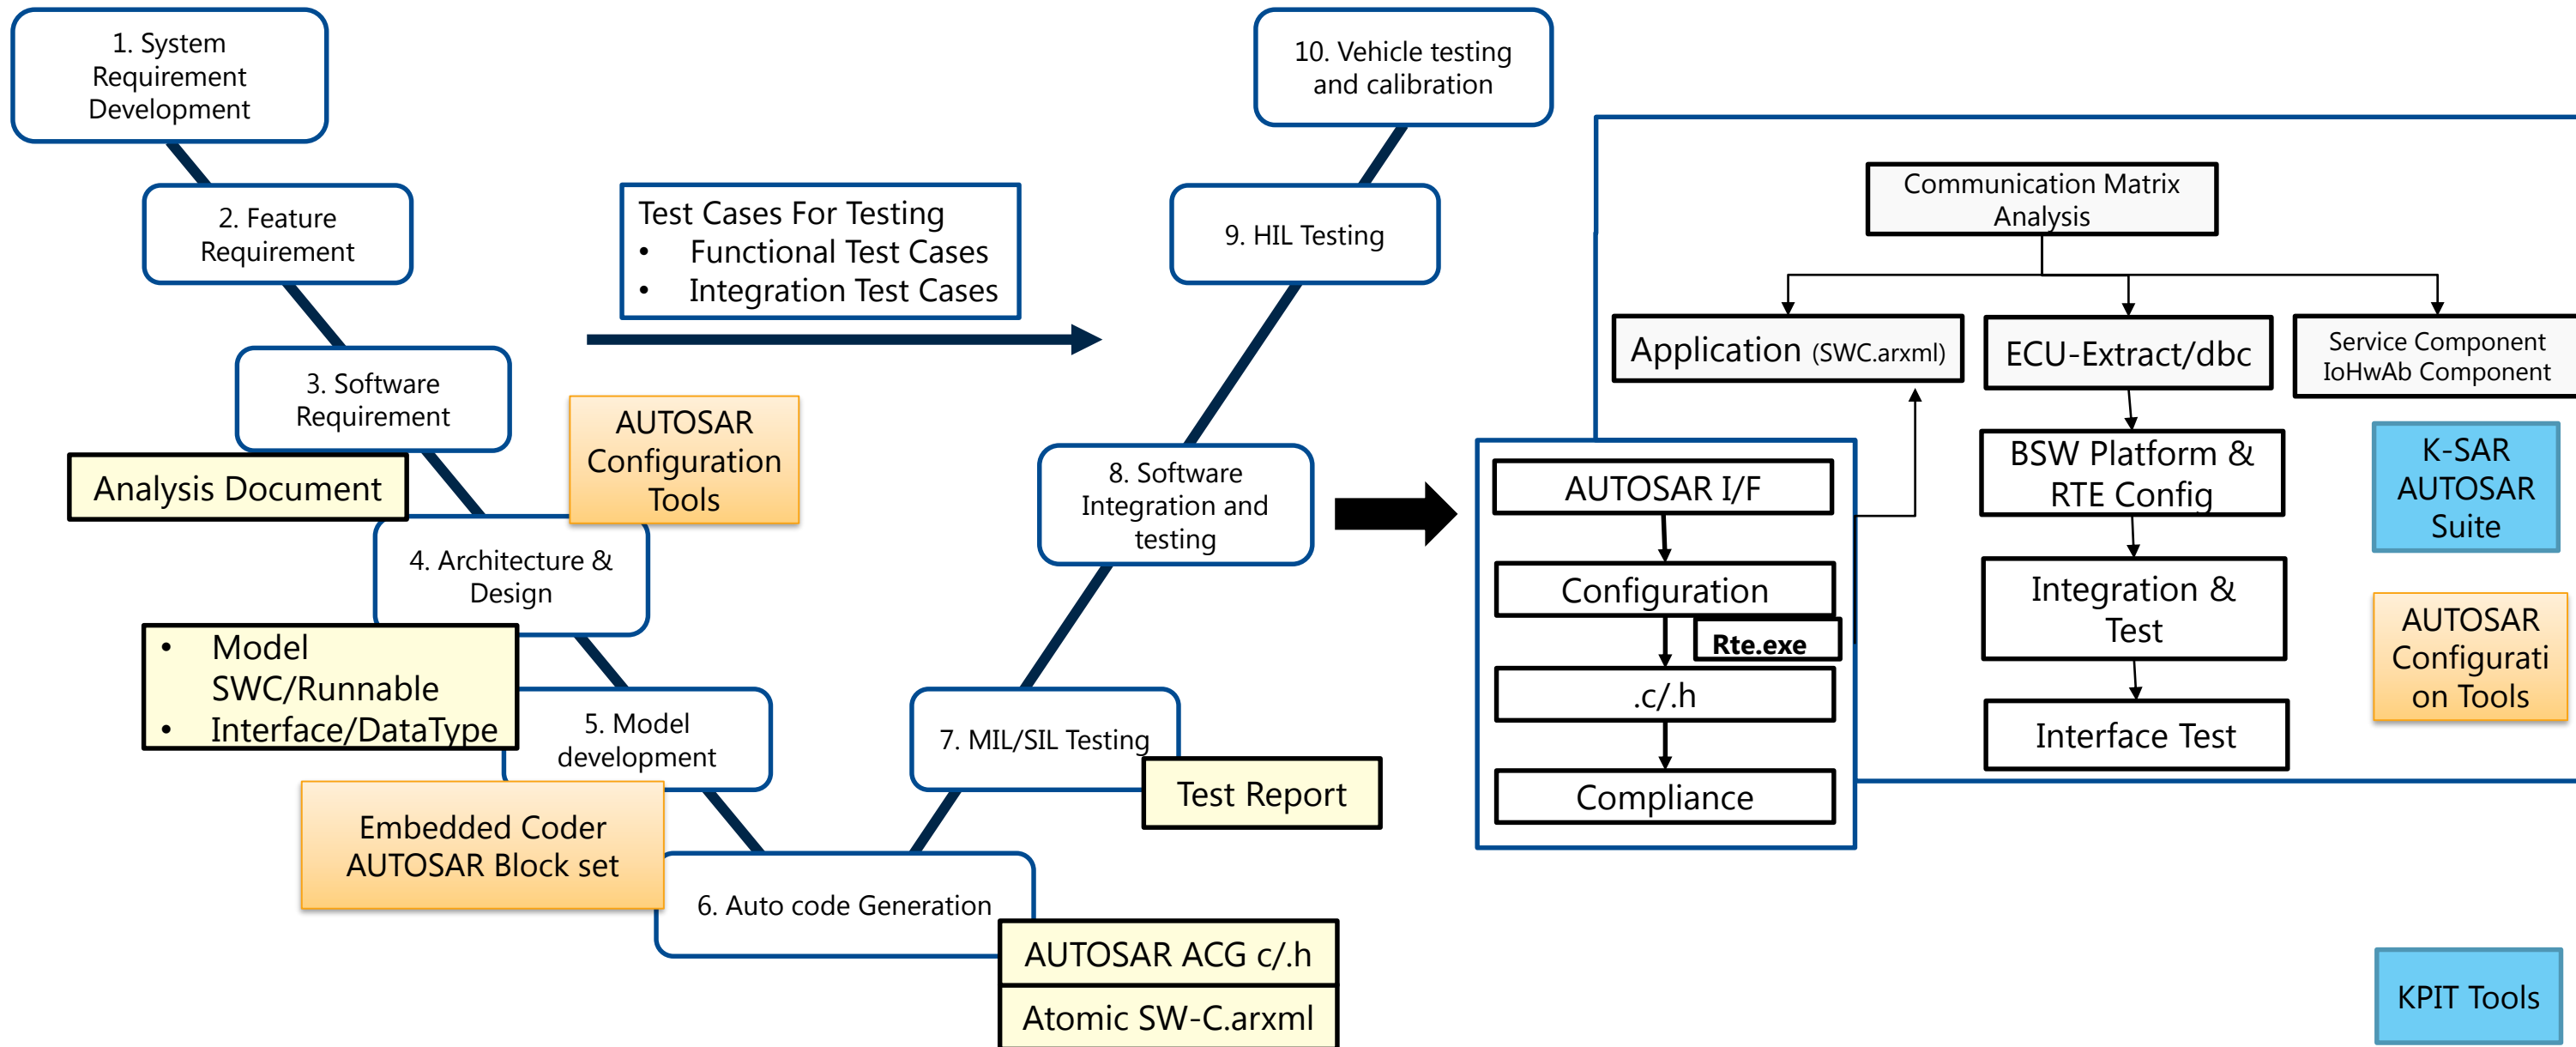 1. System
Requirement
Development
2. Feature
Requirement
3. Software
Requirement
Analysis Document
AUTOSAR
Configuration
Tools
4. Architecture &
Design
• Model
SWC/Runnable
• Interface/DataType
5. Model
development
Embedded Coder
AUTOSAR Block set
6. Auto code Generation
AUTOSAR ACG c/.h
Atomic SW-C.arxml
Test Cases For Testing
• Functional Test Cases
• Integration Test Cases
7. MIL/SIL Testing
Test Report
8. Software
Integration and
testing
9. HIL Testing
10. Vehicle testing
and calibration
AUTOSAR I/F
Configuration
Rte.exe
.c/.h
Compliance
Communication Matrix
Analysis
Application (SWC.arxml)
ECU-Extract/dbc
Service Component
IoHwAb Component
BSW Platform &
RTE Config
Integration &
Test
Interface Test
K-SAR
AUTOSAR
Suite
AUTOSAR
Configurati
on Tools
KPIT Tools